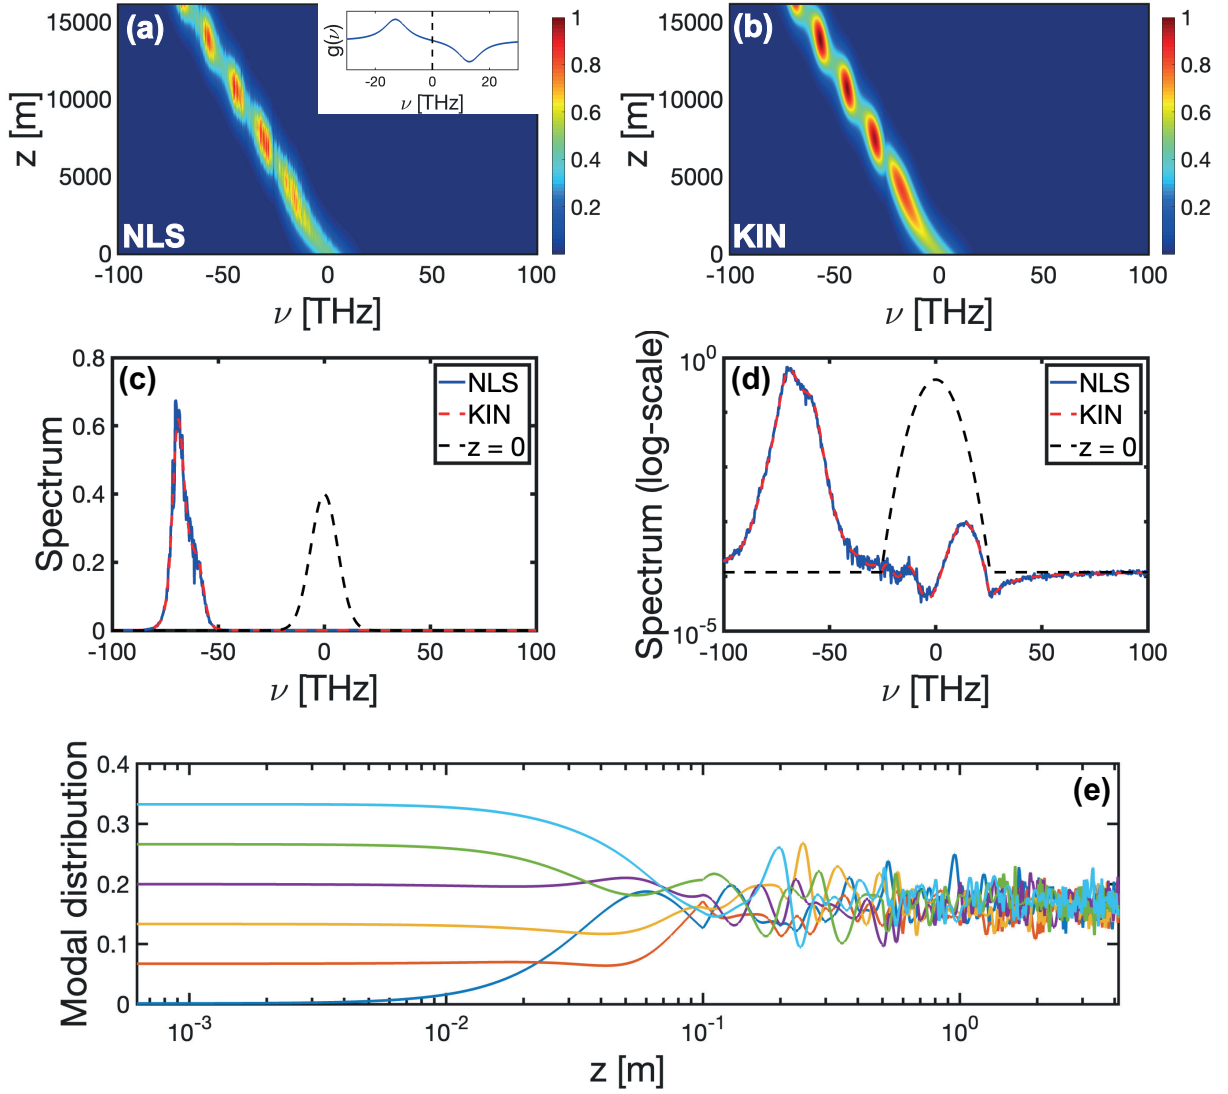 (a)
NLS
z [m]
15000
10000
5000
0
-100
-50
0
50
100
ν [THz]
1
0.8
0.6
0.4
0.2
g(ν)
-20
0
20
ν [THz]
(b)
KIN
z [m]
15000
10000
5000
0
-100
-50
0
50
100
ν [THz]
1
0.8
0.6
0.4
0.2
(c)
Spectrum
0.8
0.6
0.4
0.2
0
NLS
KIN
z = 0
-100
-50
0
50
100
ν [THz]
(d)
Spectrum (log-scale)
10^0
10^-5
NLS
KIN
z = 0
-100
-50
0
50
100
ν [THz]
(e)
Modal distribution
0.4
0.3
0.2
0.1
0
10^-3
10^-2
10^-1
10^0
z [m]